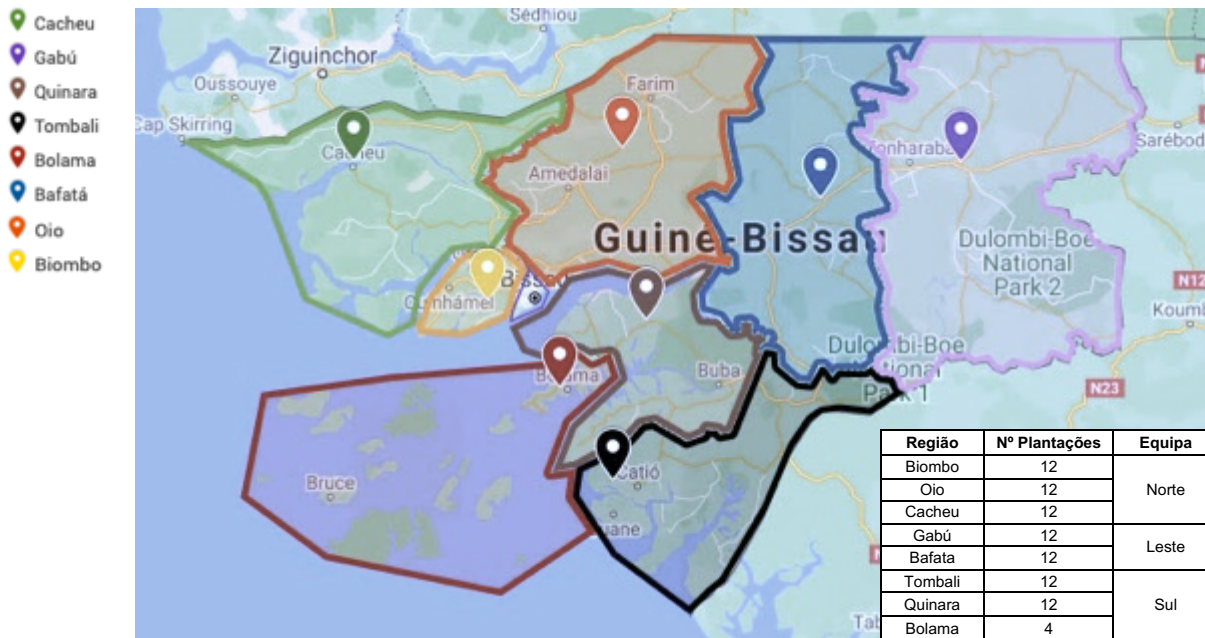 Cacheu
Gabú
Quinara
Tombali
Bolama
Bafatá
Oio
Biombo
Sédhiou
Ziguinchor
Oussouye
Cap Skirring
Farim
Cacheu
Amedalai
Sarébod
Guine-Bissau
Dulombi-Boe
National
Park 2
N12
Koumb
Bissau
Buba
Dulombi-Boe
National
Park 1
N23
Bruce
Catió
Região Nº Plantações Equipa
Biombo 12
Oio 12 Norte
Cacheu 12
Gabú 12 Leste
Bafata 12
Tombali 12
Quinara 12 Sul
Bolama 4